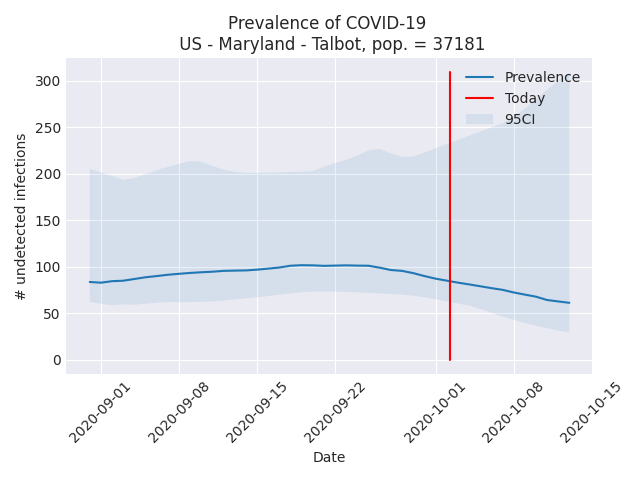 Prevalence of COVID-19
US - Maryland - Talbot, pop. = 37181
# undetected infections
300
250
200
150
100
50
0
Prevalence
Today
95CI
2020-09-01
2020-09-08
2020-09-15
2020-09-22
2020-10-01
2020-10-08
2020-10-15
Date